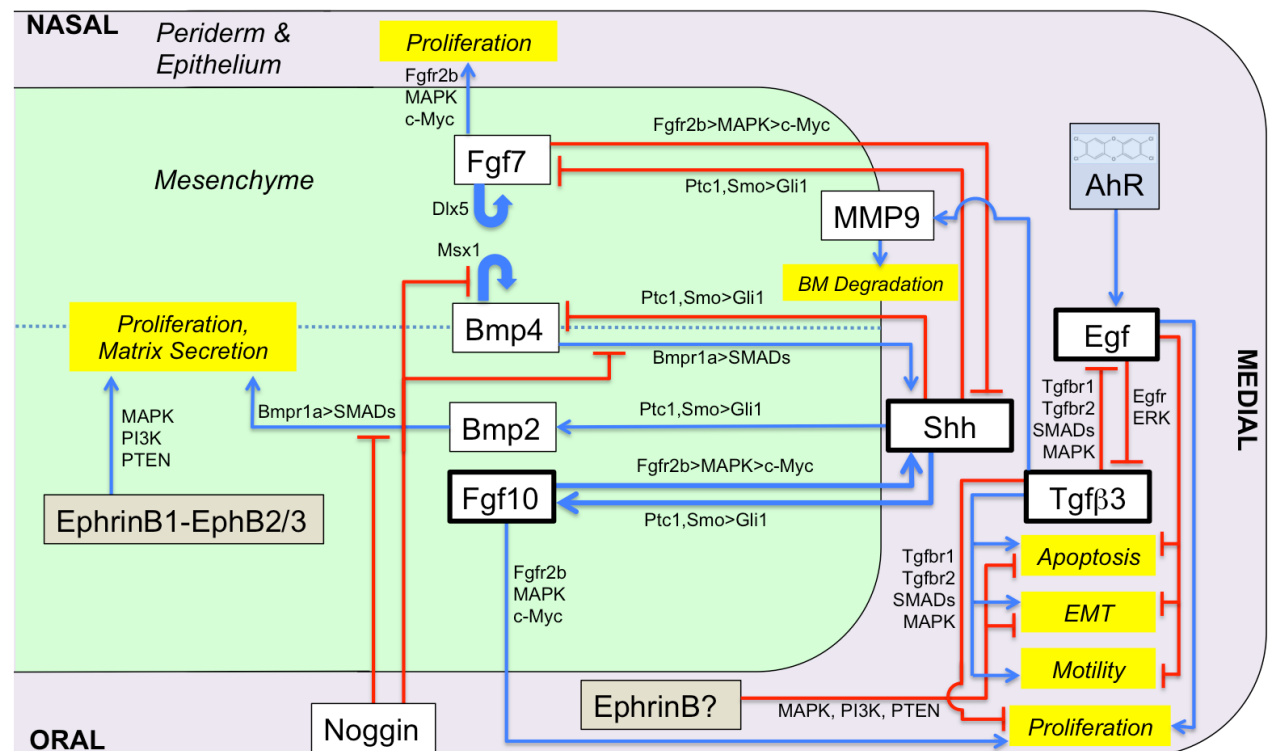 NASAL
Periderm &
Epithelium
Proliferation
Fgfr2b
MAPK
c-Myc
Fgfr2b>MAPK>c-Myc
Fgf7
Mesenchyme
Ptc1,Smo>Gli1
AhR
Dlx5
MMP9
Msx1
BM Degradation
Ptc1,Smo>Gli1
Proliferation,
Matrix Secretion
Bmp4
Egf
Bmpr1a>SMADs
MEDIAL
Tgfbr1
Tgfbr2
SMADs
MAPK
Egfr
ERK
MAPK
PI3K
PTEN
Bmpr1a>SMADs
Bmp2
Ptc1,Smo>Gli1
Shh
Fgfr2b>MAPK>c-Myc
Fgf10
Ptc1,Smo>Gli1
Tgfβ3
EphrinB1-EphB2/3
Fgfr2b
MAPK
c-Myc
Tgfbr1
Tgfbr2
SMADs
MAPK
Apoptosis
EMT
Motility
EphrinB?
MAPK, PI3K, PTEN
Proliferation
Noggin
ORAL